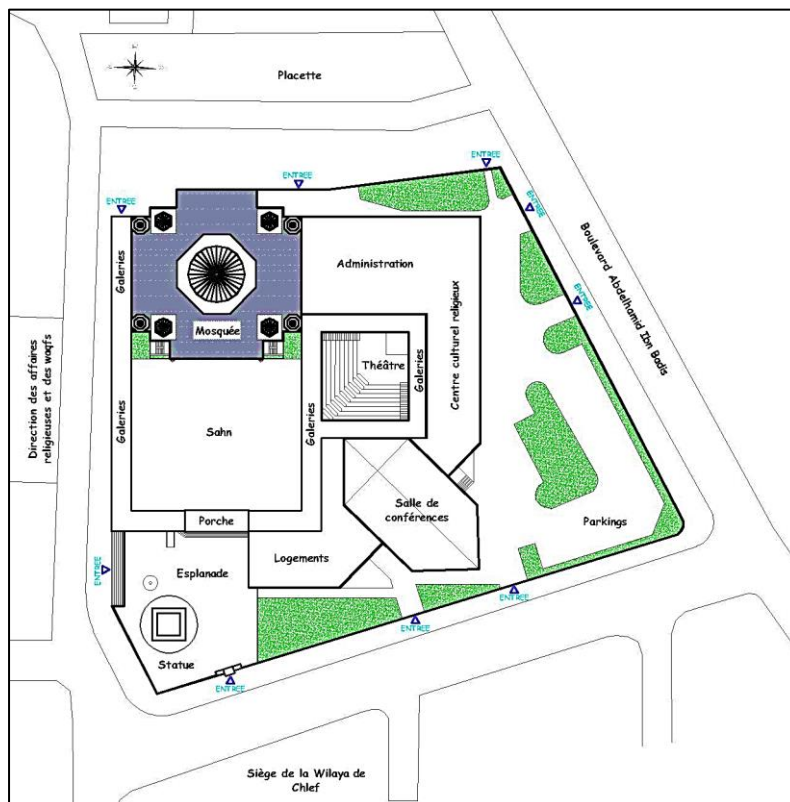 Placette
ENTREE
ENTREE
ENTREE
ENTREE
Boulevard Abdelhamid Ibn Badis
Galeries
Administration
ENTREE
Mosquée
Direction des affaires
religieuses et des waqfs
Galeries
Sahn
Galeries
Théâtre
Galeries
Centre culturel religieux
Salle de
conférences
Porche
Parkings
Logements
Esplanade
ENTREE
Statue
ENTREE
ENTREE
ENTREE
Siège de la Wilaya de
Chlef